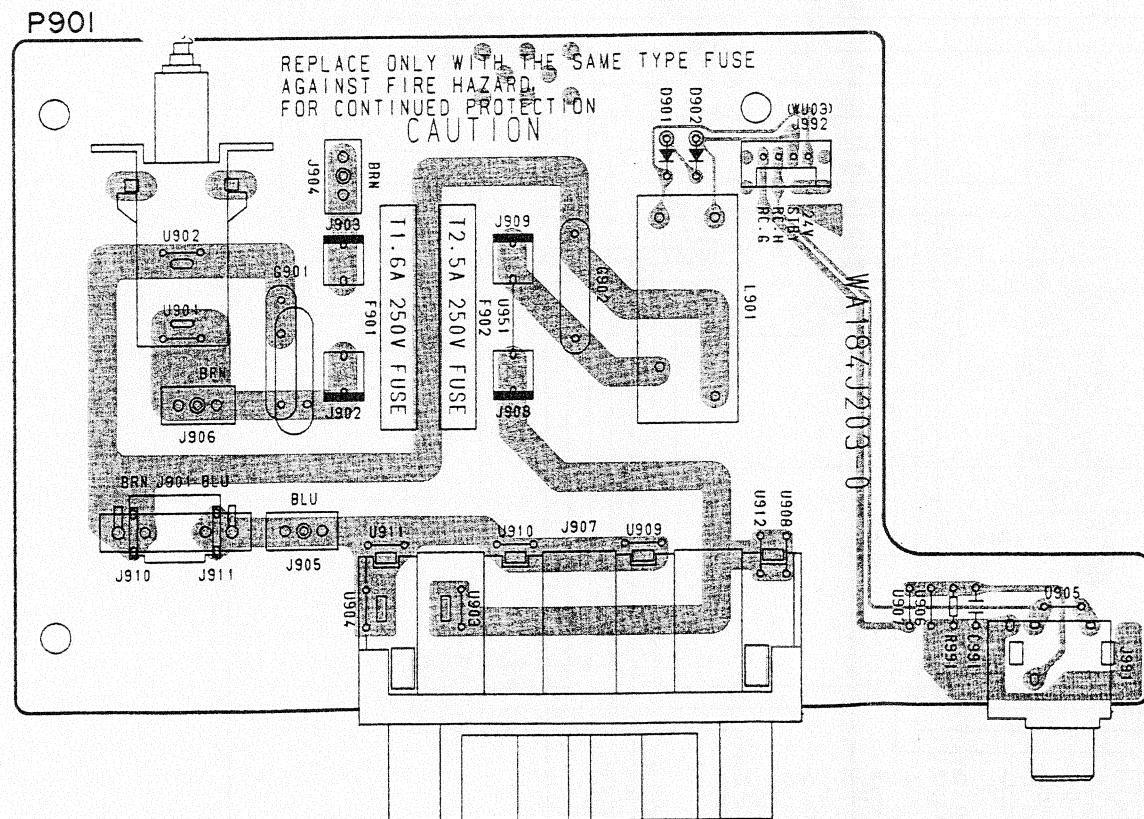 P901
REPLACE ONLY WITH THE SAME TYPE FUSE
AGAINST FIRE HAZARD.
FOR CONTINUED PROTECTION
CAUTION
D901
D902
(WU03)
J992
J904
BRN
J903
J909
RC.G
RC.H
STBY
24V
U902
C901
T1.6A 250V FUSE
F901
T2.5A 250V FUSE
F902
U951
C902
L901
WA184J203-0
U901
BRN
J902
J908
J906
BRN J901 BLU
BLU
J910
J911
J905
U911
U910
J907
U909
U912
U908
U904
U903
U907
U906
R991
C991
U905
J991